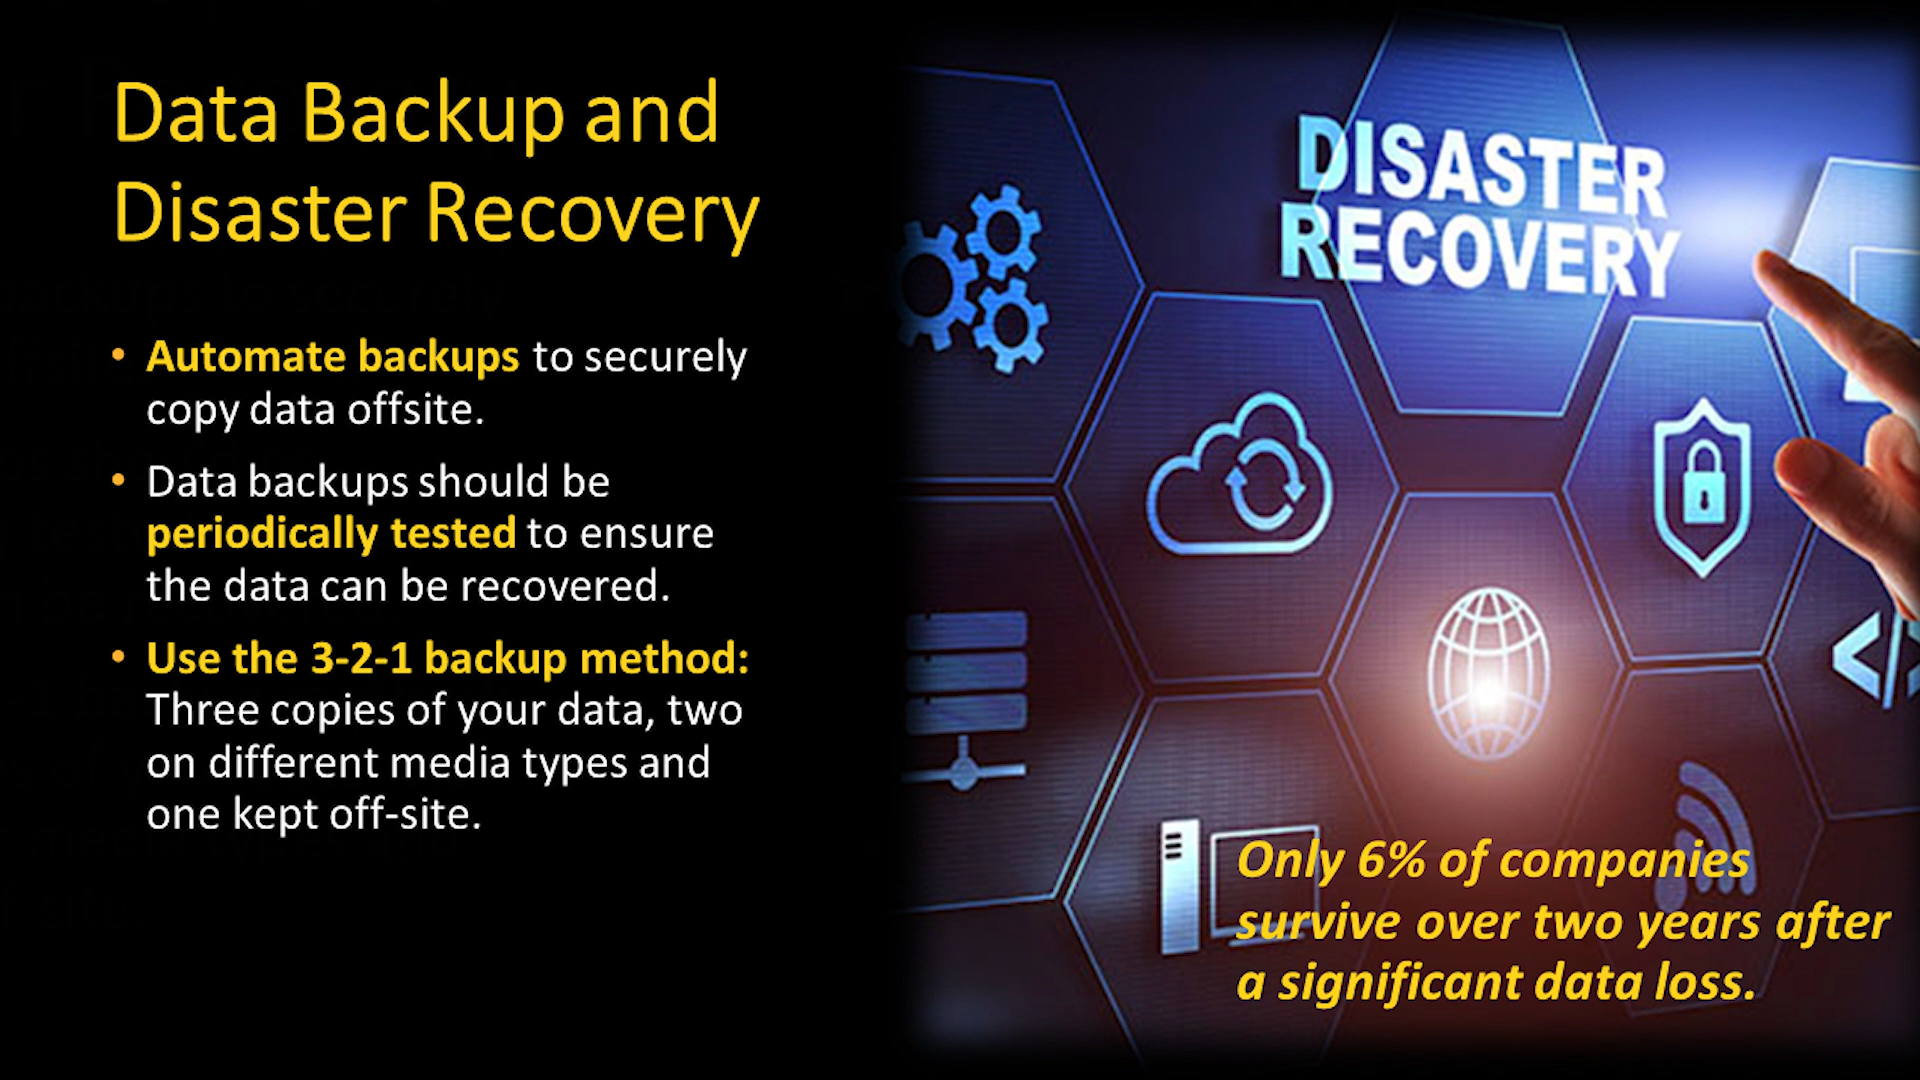 Data Backup and
Disaster Recovery
• Automate backups to securely
copy data offsite.
• Data backups should be
periodically tested to ensure
the data can be recovered.
• Use the 3-2-1 backup method:
Three copies of your data, two
on different media types and
one kept off-site.
DISASTER
RECOVERY
</>
Only 6% of companies
survive over two years after
a significant data loss.